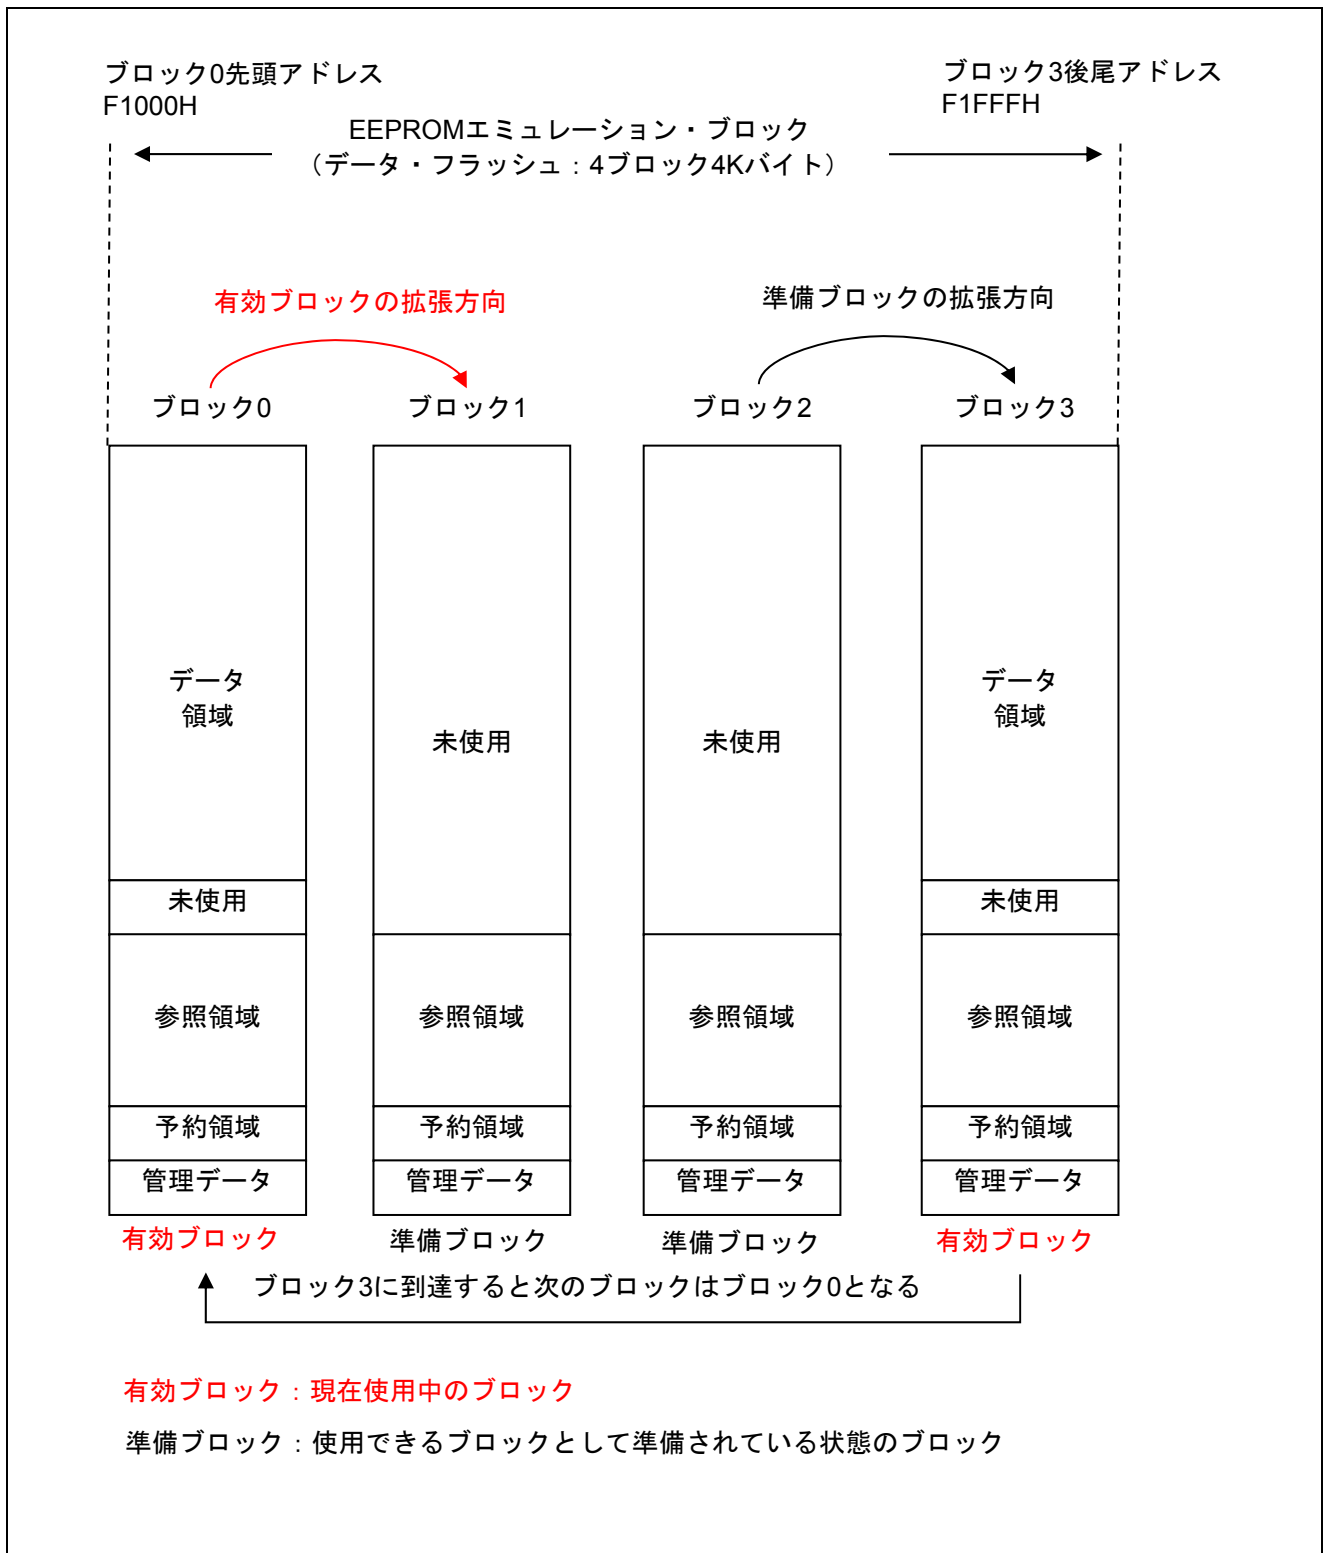 ブロック0先頭アドレス
F1000H
ブロック3後尾アドレス
F1FFFH
EEPROMエミュレーション・ブロック
（データ・フラッシュ：4ブロック4Kバイト）
有効ブロックの拡張方向
準備ブロックの拡張方向
ブロック0
ブロック1
ブロック2
ブロック3
データ
領域
未使用
参照領域
予約領域
管理データ
有効ブロック
未使用
参照領域
予約領域
管理データ
準備ブロック
未使用
参照領域
予約領域
管理データ
準備ブロック
データ
領域
未使用
参照領域
予約領域
管理データ
有効ブロック
ブロック3に到達すると次のブロックはブロック0となる
有効ブロック：現在使用中のブロック
準備ブロック：使用できるブロックとして準備されている状態のブロック